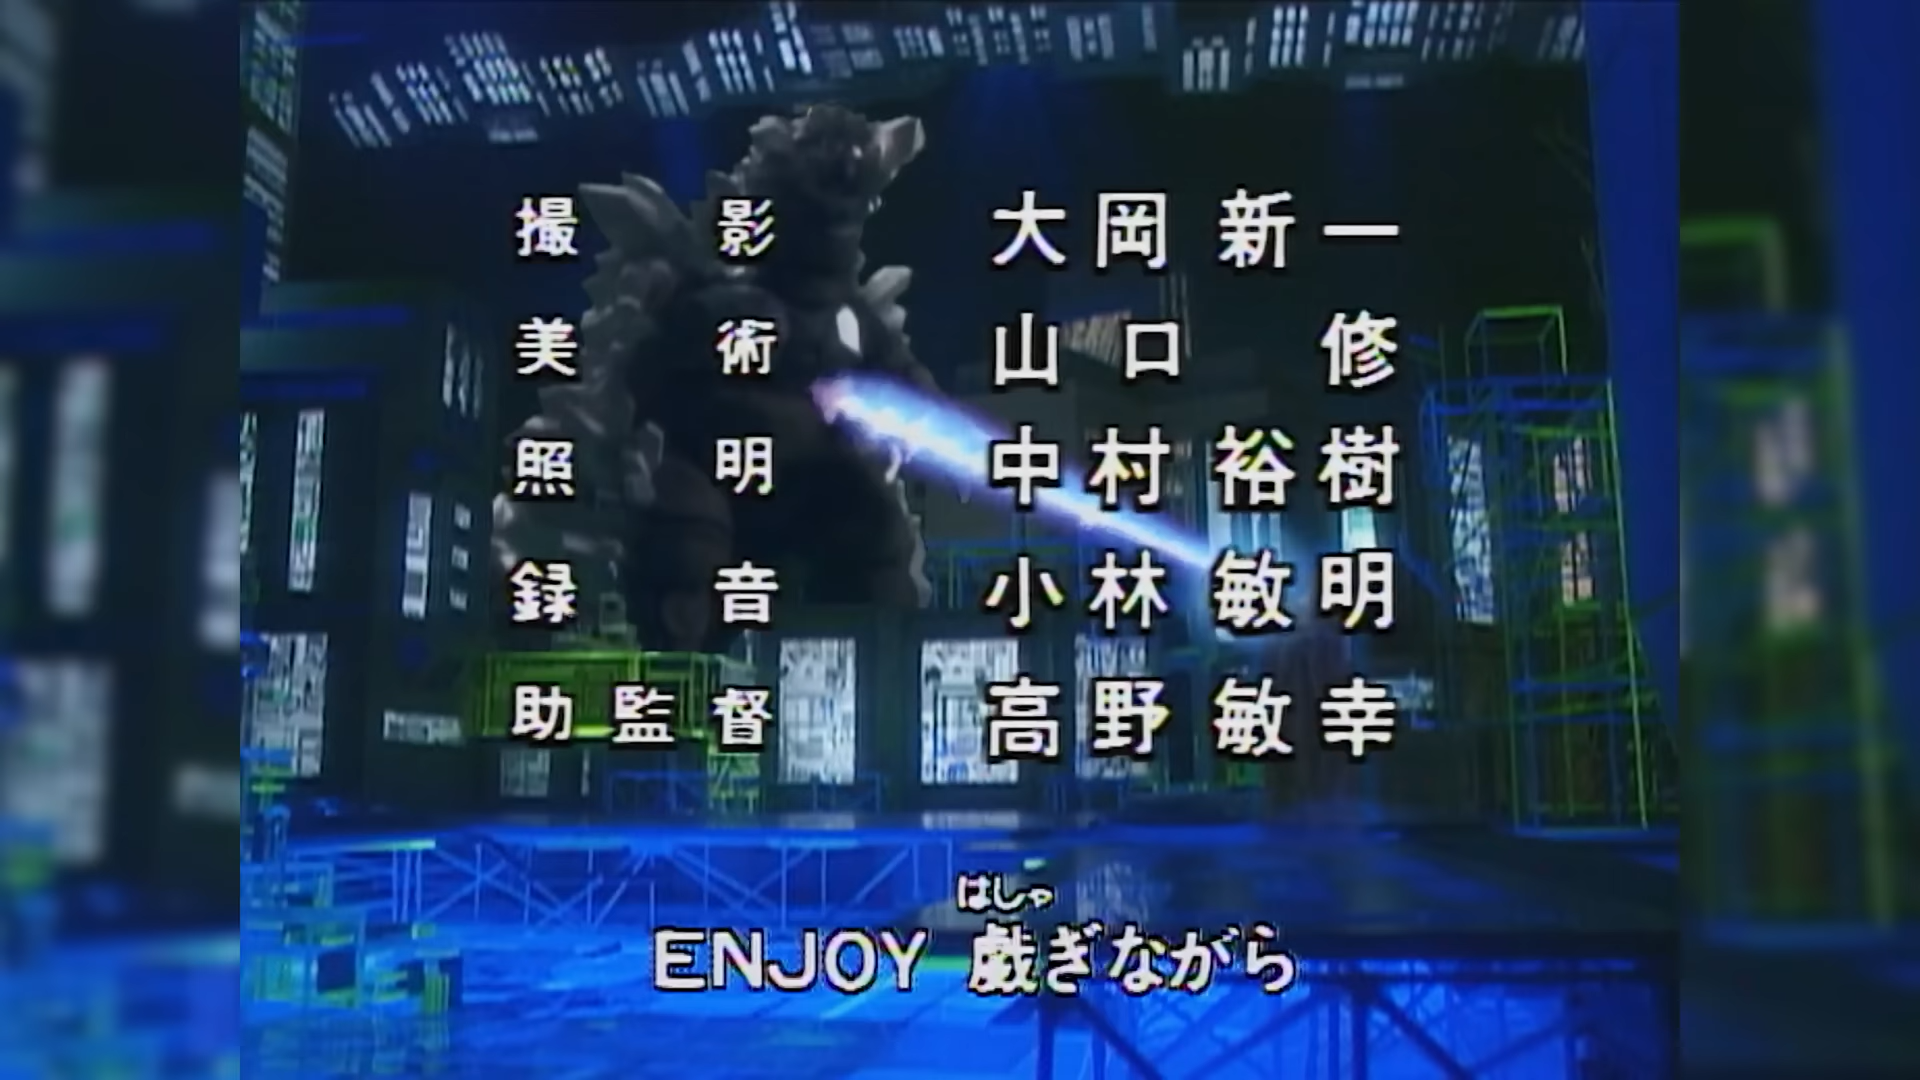 撮影 大岡新一
美術 山口修
照明 中村裕樹
録音 小林敏明
助監督 高野敏幸
はしゃ
ENJOY 戯ぎながら